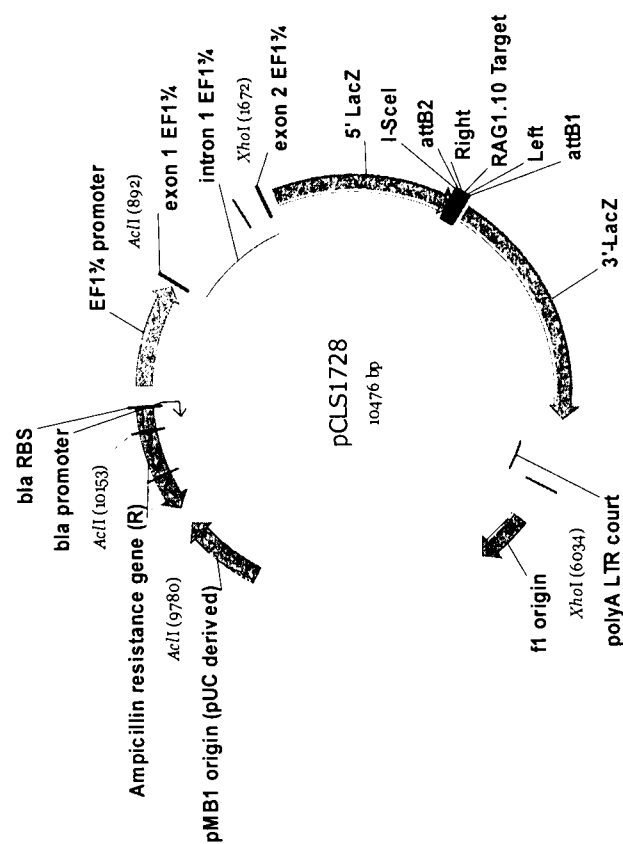 bla RBS
bla promoter
AclI (10153)
Ampicillin resistance gene (R)
AclI (9780)
pMB1 origin (pUC derived)
EF1¾ promoter
AclI (892)
exon 1 EF1¾
intron 1 EF1¾
XhoI (1672)
exon 2 EF1¾
5' LacZ
I-SceI
attB2
Right
RAG1.10 Target
Left
attB1
3'-LacZ
pCLS1728
10476 bp
f1 origin
XhoI (6034)
polyA LTR court